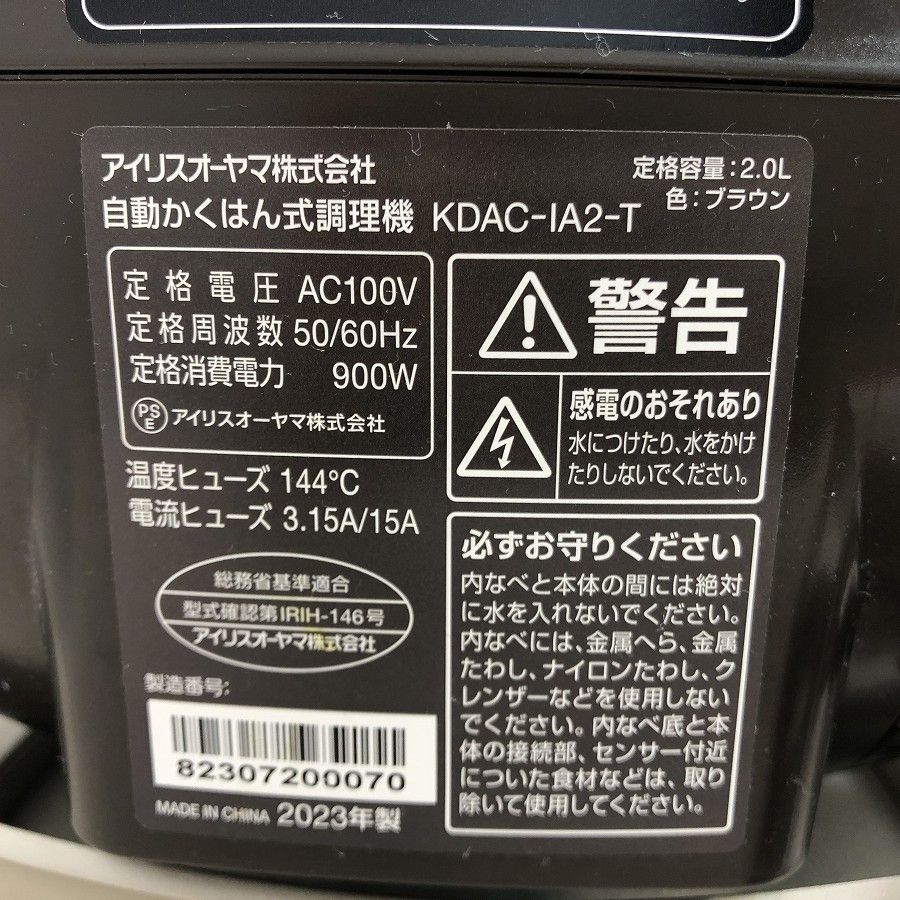 アイリスオーヤマ株式会社
定格容量:2.0L
自動かくはん式調理機 KDAC-IA2-T
色:ブラウン
定格電圧 AC100V
定格周波数 50/60Hz
定格消費電力 900W
PSE アイリスオーヤマ株式会社
温度ヒューズ 144℃
電流ヒューズ 3.15A/15A
総務省基準適合
型式確認第IRIH-146号
アイリスオーヤマ株式会社
製造番号:
82307200070
MADE IN CHINA 2023年製
警告
感電のおそれあり
水につけたり、水をかけ
たりしないでください。
必ずお守りください
内なべと本体の間には絶対
に水を入れないでください。
内なべには、金属へら、金属
たわし、ナイロンたわし、ク
レンザーなどを使用しない
でください。内なべ底と本
体の接続部、センサー付近
についた食材などは、取り
除いて使用してください。